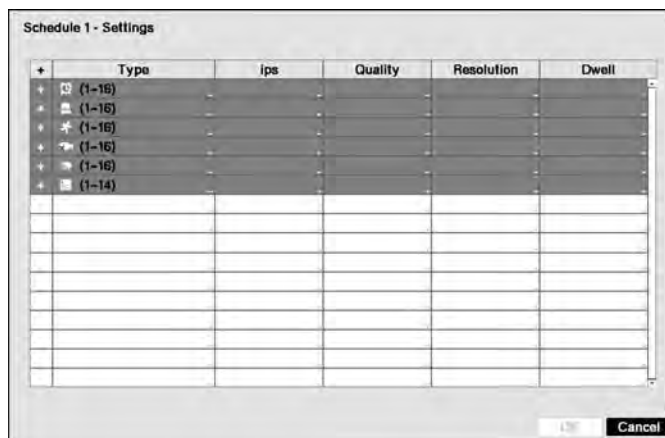 Schedule 1 - Settings
+ Type ips Quality Resolution Dwell
+ (1-16)
+ (1-16)
+ (1-16)
+ (1-16)
+ (1-16)
+ (1-14)
Cancel